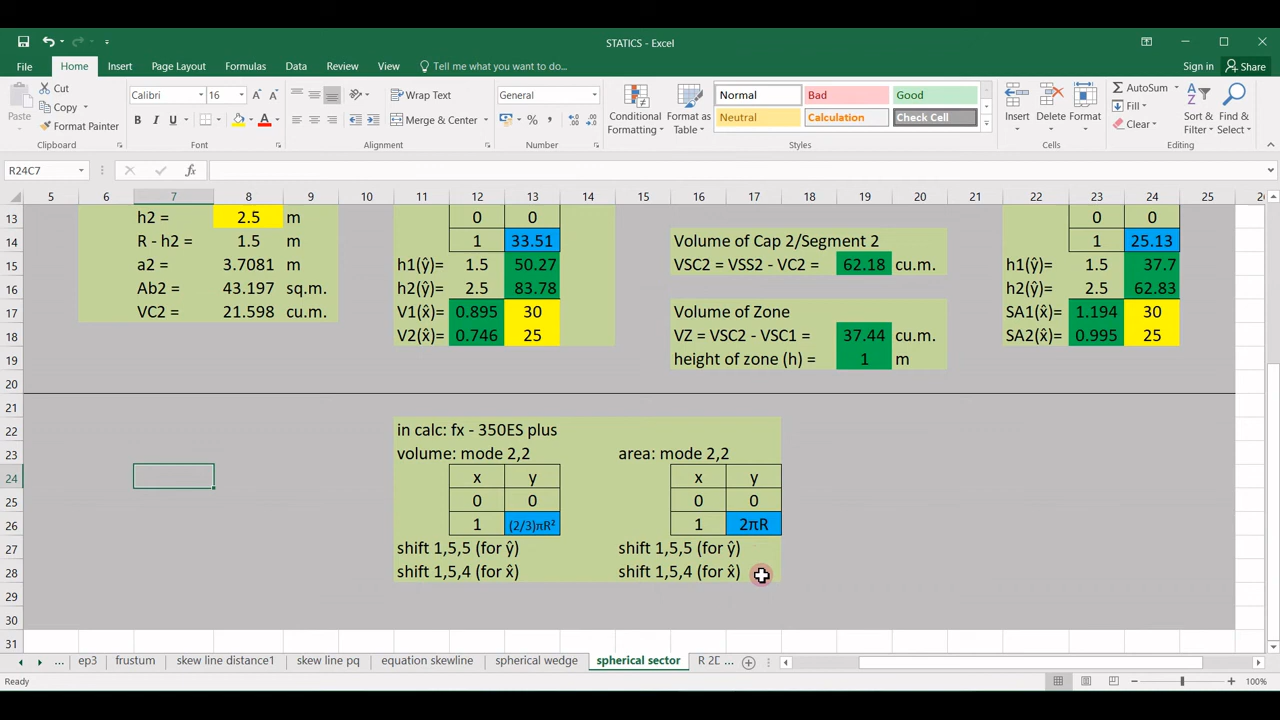 STATICS - Excel
File Home Insert Page Layout Formulas Data Review View Tell me what you want to do... Sign in Share
Paste Cut Copy Format Painter Clipboard
Calibri 16 A A B I U A Font
Wrap Text Merge & Center Alignment
General % , Number
Conditional Formatting Format as Table
Normal Bad Good
Neutral Calculation Check Cell
Styles
Insert Delete Format Cells
AutoSum Fill Clear Sort & Filter Find & Select Editing
R24C7 fx
5 6 7 8 9 10 11 12 13 14 15 16 17 18 19 20 21 22 23 24 25 26
13 h2 = 2.5 m 0 0 0 0
14 R - h2 = 1.5 m 1 33.51 Volume of Cap 2/Segment 2 1 25.13
15 a2 = 3.7081 m h1(ŷ)= 1.5 50.27 VSC2 = VSS2 - VC2 = 62.18 cu.m. h1(ŷ)= 1.5 37.7
16 Ab2 = 43.197 sq.m. h2(ŷ)= 2.5 83.78 h2(ŷ)= 2.5 62.83
17 VC2 = 21.598 cu.m. V1(x̂)= 0.895 30 Volume of Zone SA1(x̂)= 1.194 30
18 V2(x̂)= 0.746 25 VZ = VSC2 - VSC1 = 37.44 cu.m. SA2(x̂)= 0.995 25
19 height of zone (h) = 1 m
20
21
22 in calc: fx - 350ES plus
23 volume: mode 2,2 area: mode 2,2
24 x y x y
25 0 0 0 0
26 1 (2/3)πR² 1 2πR
27 shift 1,5,5 (for ŷ) shift 1,5,5 (for ŷ)
28 shift 1,5,4 (for x̂) shift 1,5,4 (for x̂)
29
30
31
... ep3 frustum skew line distance1 skew line pq equation skewline spherical wedge spherical sector R 2D ...
Ready 100%